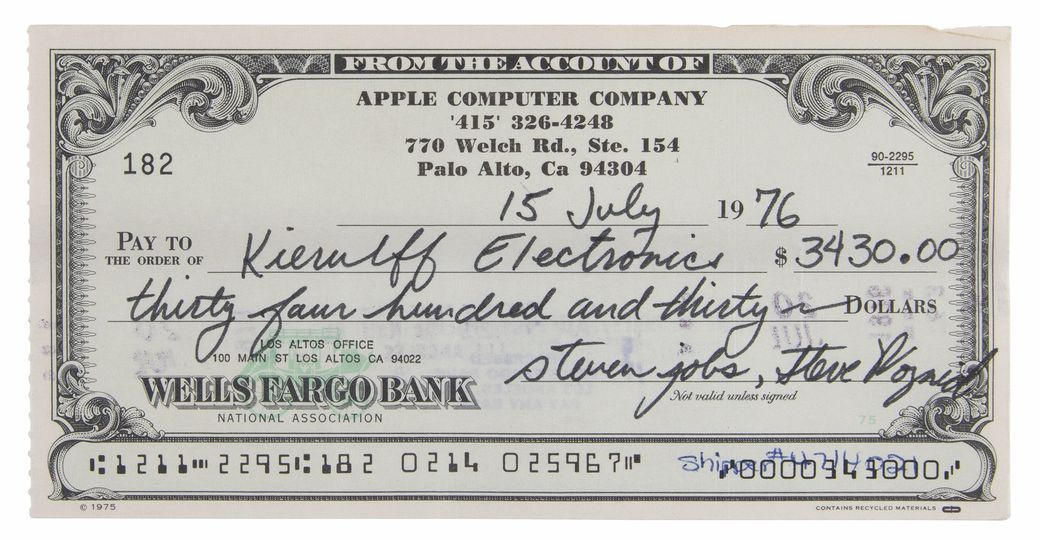 FROM THE ACCOUNT OF
APPLE COMPUTER COMPANY
'415' 326-4248
770 Welch Rd., Ste. 154
Palo Alto, Ca 94304
182
90-2295
1211
15 July 1976
PAY TO
THE ORDER OF Kierulff Electronics $ 3430.00
thirty four hundred and thirty DOLLARS
LOS ALTOS OFFICE
100 MAIN ST LOS ALTOS CA 94022
WELLS FARGO BANK
NATIONAL ASSOCIATION
steven jobs, Steve Wozniak
Not valid unless signed
75
⑆1211⑉2295⑆182 0214 025967⑈
© 1975
CONTAINS RECYCLED MATERIALS